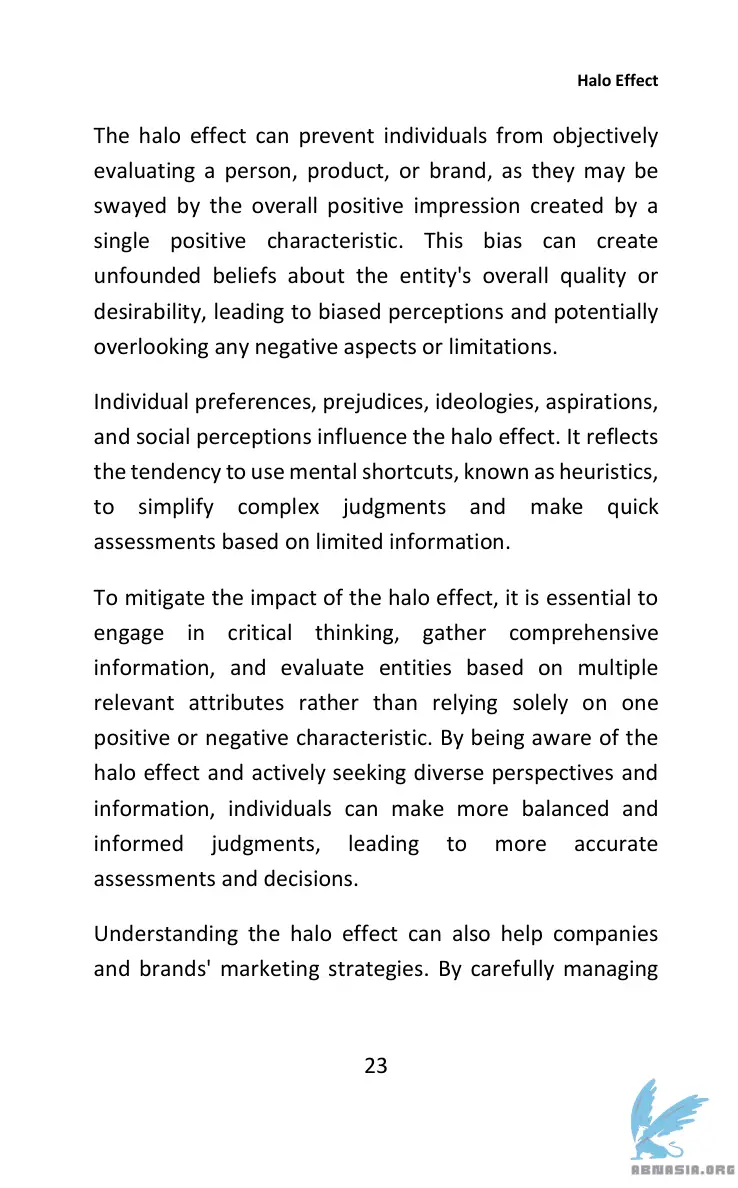 Halo Effect
The halo effect can prevent individuals from objectively
evaluating a person, product, or brand, as they may be
swayed by the overall positive impression created by a
single positive characteristic. This bias can create
unfounded beliefs about the entity's overall quality or
desirability, leading to biased perceptions and potentially
overlooking any negative aspects or limitations.
Individual preferences, prejudices, ideologies, aspirations,
and social perceptions influence the halo effect. It reflects
the tendency to use mental shortcuts, known as heuristics,
to simplify complex judgments and make quick
assessments based on limited information.
To mitigate the impact of the halo effect, it is essential to
engage in critical thinking, gather comprehensive
information, and evaluate entities based on multiple
relevant attributes rather than relying solely on one
positive or negative characteristic. By being aware of the
halo effect and actively seeking diverse perspectives and
information, individuals can make more balanced and
informed judgments, leading to more accurate
assessments and decisions.
Understanding the halo effect can also help companies
and brands' marketing strategies. By carefully managing
23
ABNASIA.ORG